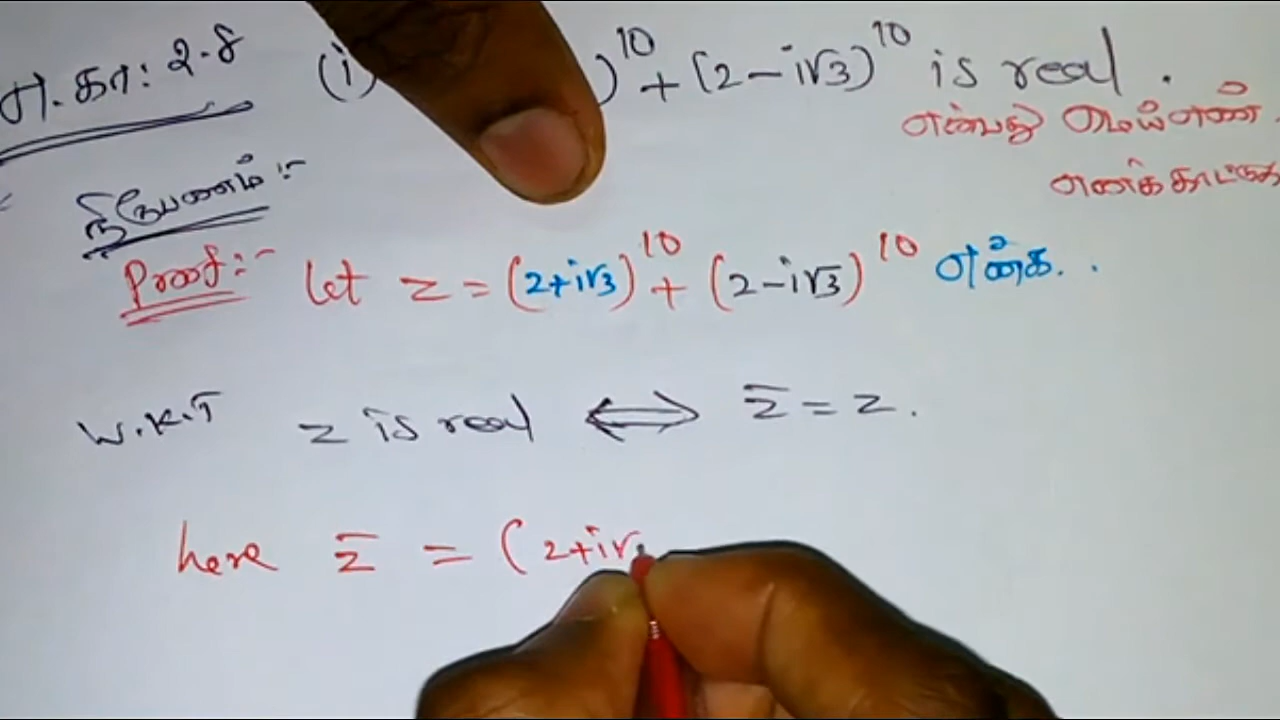 எ.கா: 2.8 (i) )¹⁰ + (2 - i√3)¹⁰ is real .
என்பது மெய்எண்
எனக் காட்டுக
நிரூபணம் :-
Proof :- Let z = (2+i√3)¹⁰ + (2-i√3)¹⁰ என்க. .
W.K.T z is real ⟺ z̅ = z.
here z̅ = (2+i√